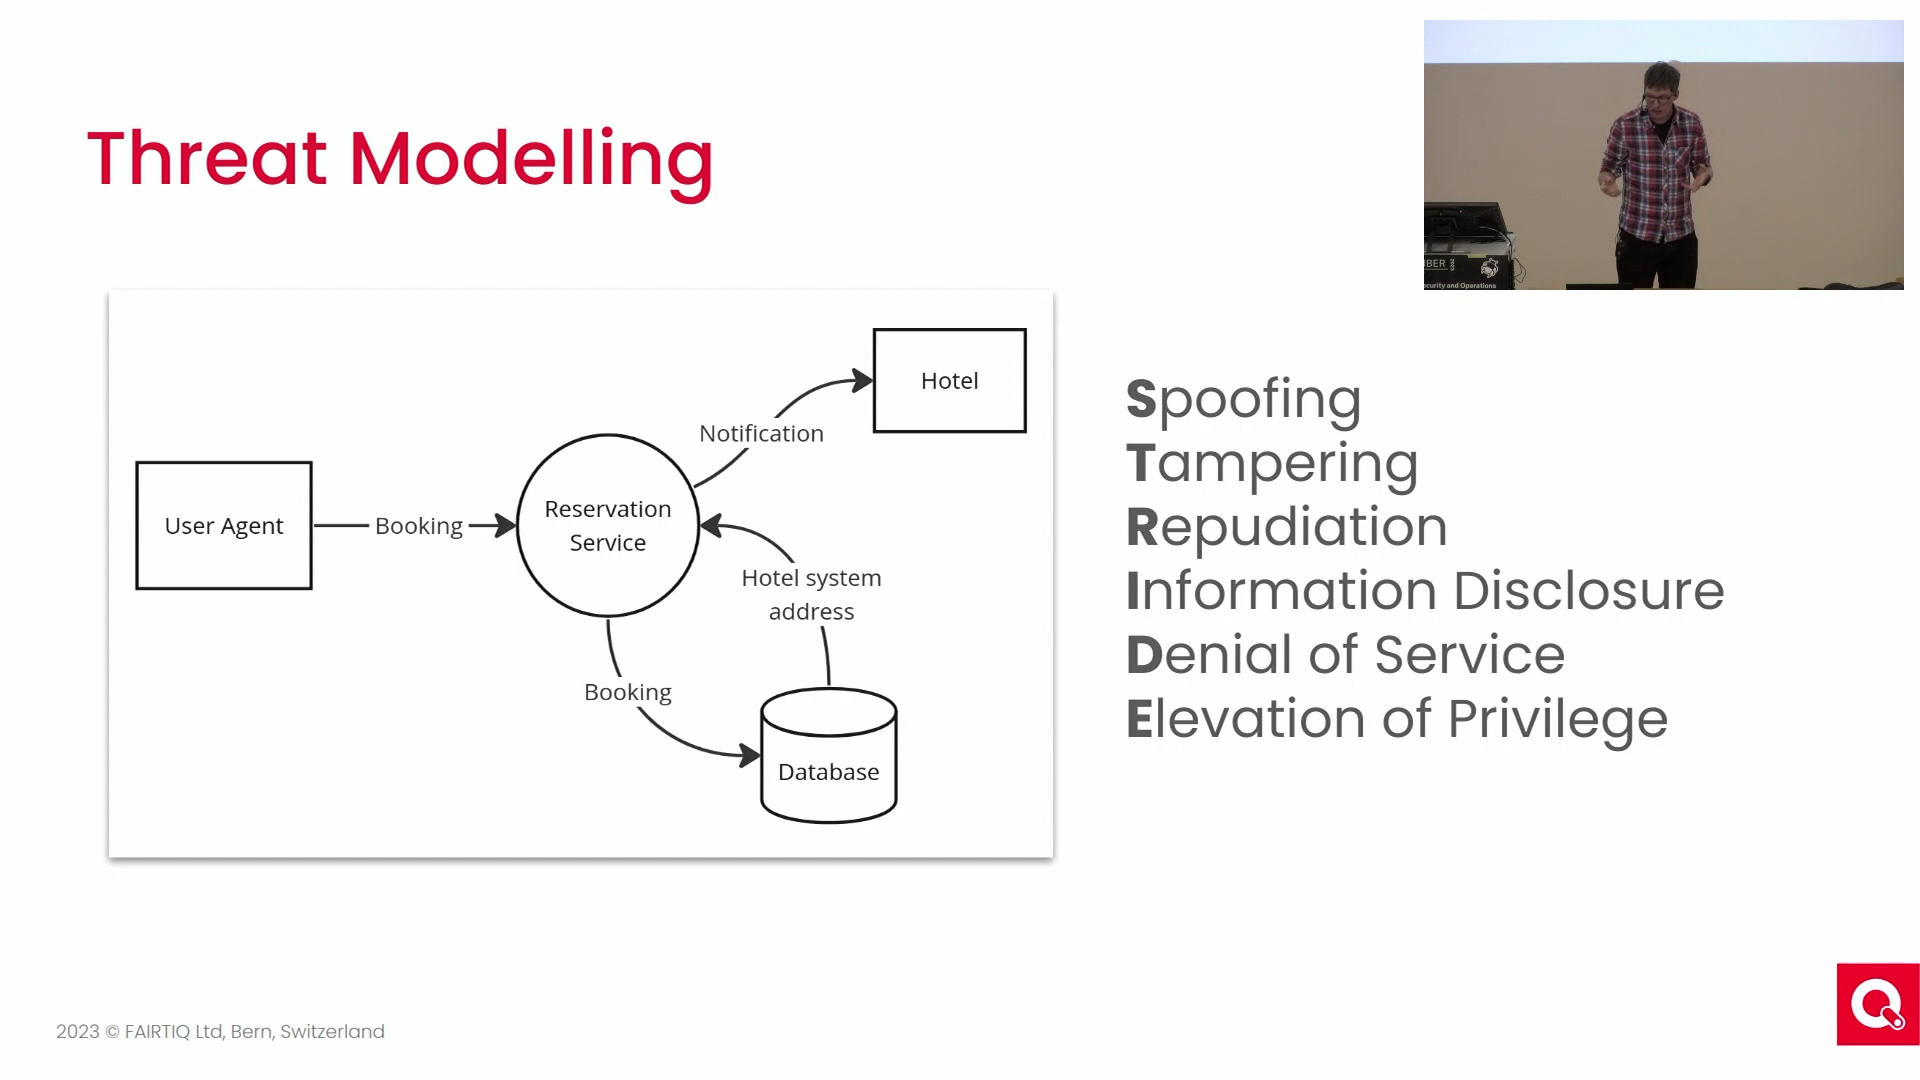 Threat Modelling
User Agent
Booking
Reservation
Service
Notification
Hotel
Hotel system
address
Booking
Database
Spoofing
Tampering
Repudiation
Information Disclosure
Denial of Service
Elevation of Privilege
2023 © FAIRTIQ Ltd, Bern, Switzerland